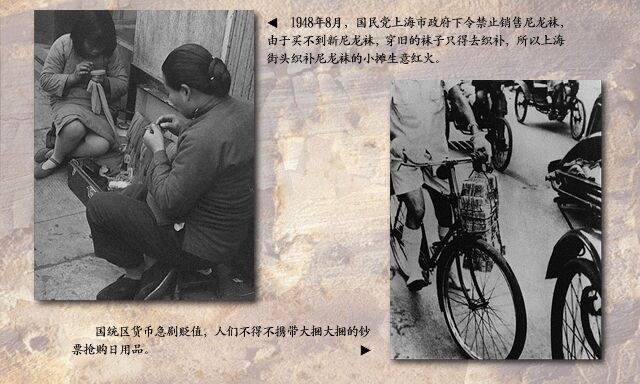 1948年8月，国民党上海市政府下令禁止销售尼龙袜，
由于买不到新尼龙袜，穿旧的袜子只得去织补，所以上海
街头织补尼龙袜的小摊生意红火。
国统区货币急剧贬值，人们不得不携带大捆大捆的钞
票抢购日用品。